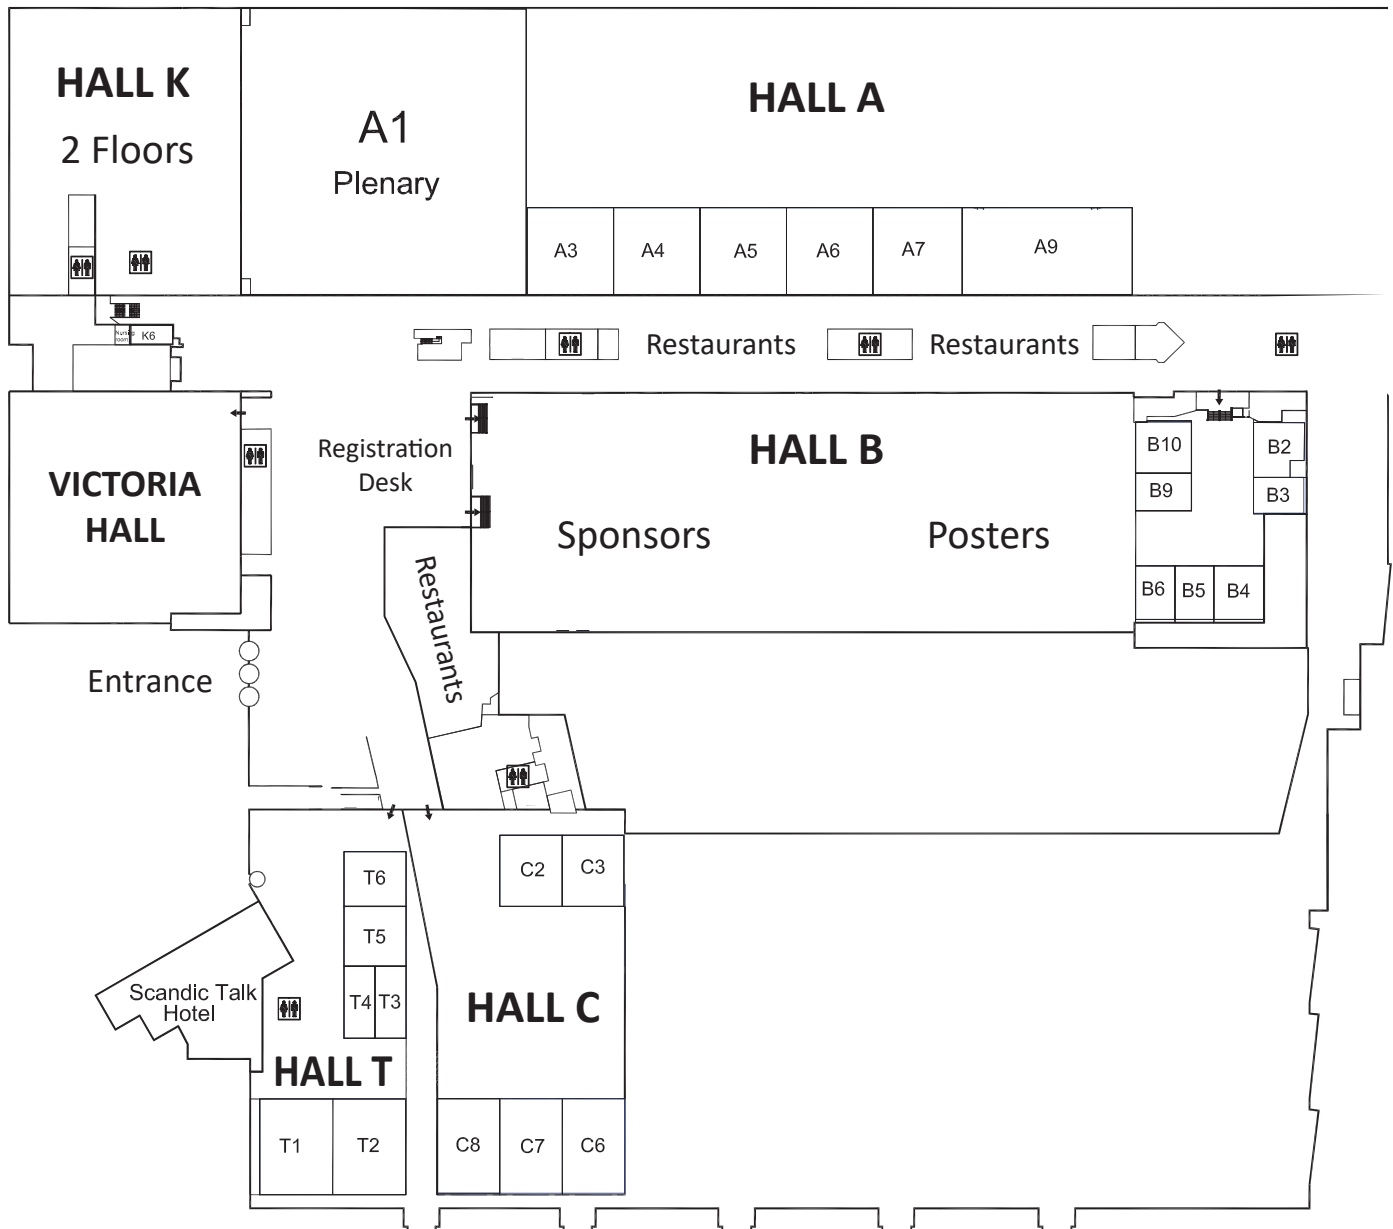 HALL K
2 Floors
A1
Plenary
HALL A
A3
A4
A5
A6
A7
A9
Nursing
room
K6
Restaurants
Restaurants
VICTORIA
HALL
Registration
Desk
HALL B
Sponsors
Posters
B10
B9
B2
B3
B6
B5
B4
Restaurants
Entrance
T6
T5
T4
T3
C2
C3
Scandic Talk
Hotel
HALL T
HALL C
T1
T2
C8
C7
C6